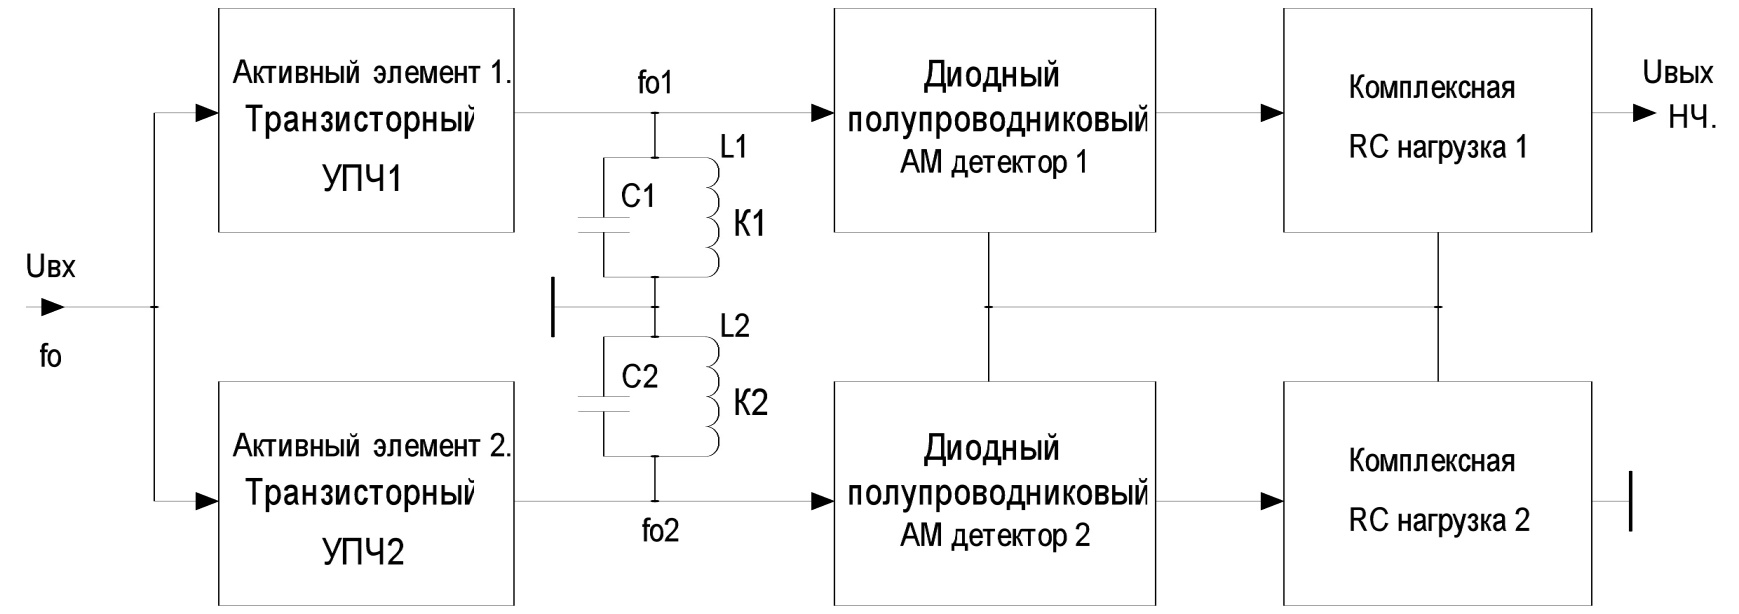 Активный элемент 1.
Транзисторный
УПЧ1
fo1
L1
C1
К1
Диодный
полупроводниковый
АМ детектор 1
Комплексная
RC нагрузка 1
Uвых
НЧ.
Uвх
fo
Активный элемент 2.
Транзисторный
УПЧ2
L2
C2
К2
fo2
Диодный
полупроводниковый
АМ детектор 2
Комплексная
RC нагрузка 2